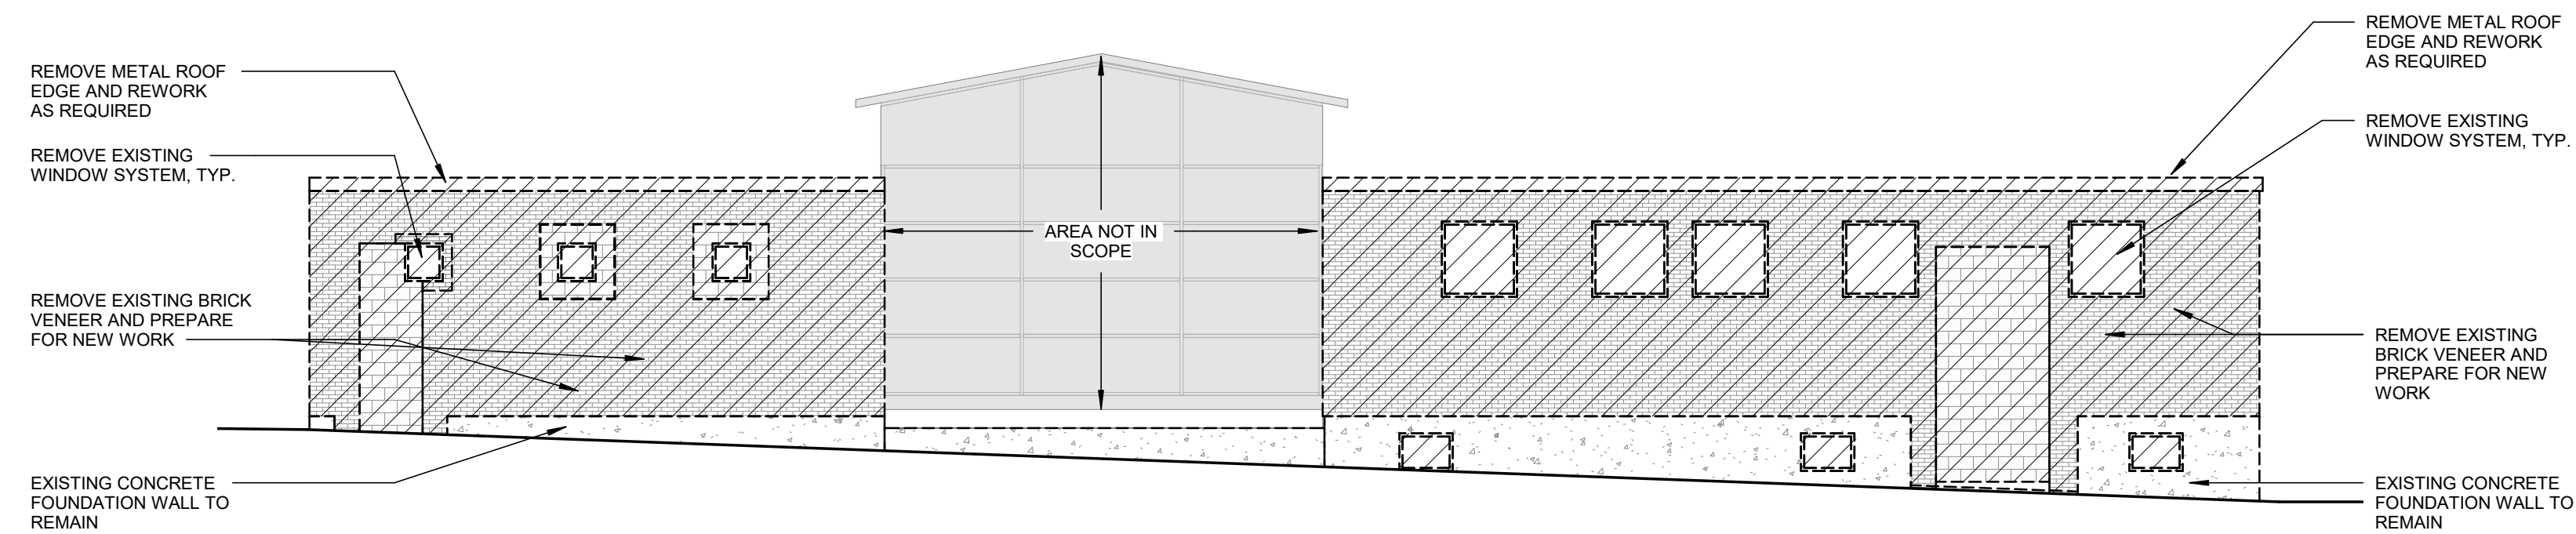 REMOVE METAL ROOF
EDGE AND REWORK
AS REQUIRED
REMOVE EXISTING
WINDOW SYSTEM, TYP.
REMOVE EXISTING BRICK
VENEER AND PREPARE
FOR NEW WORK
EXISTING CONCRETE
FOUNDATION WALL TO
REMAIN
AREA NOT IN
SCOPE
REMOVE METAL ROOF
EDGE AND REWORK
AS REQUIRED
REMOVE EXISTING
WINDOW SYSTEM, TYP.
REMOVE EXISTING
BRICK VENEER AND
PREPARE FOR NEW
WORK
EXISTING CONCRETE
FOUNDATION WALL TO
REMAIN